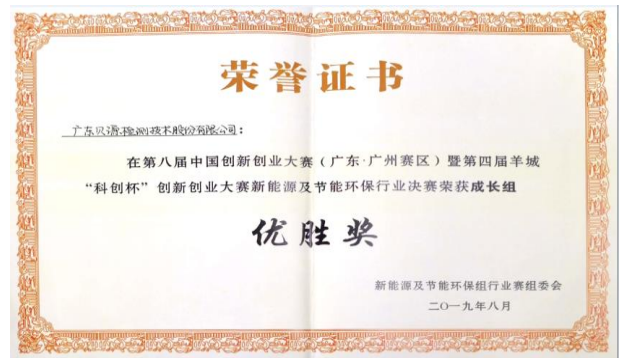 荣誉证书
广东贝源检测技术股份有限公司：
在第八届中国创新创业大赛（广东·广州赛区）暨第四届羊城
“科创杯”创新创业大赛新能源及节能环保行业决赛荣获成长组
优胜奖
新能源及节能环保组行业赛组委会
二〇一九年八月